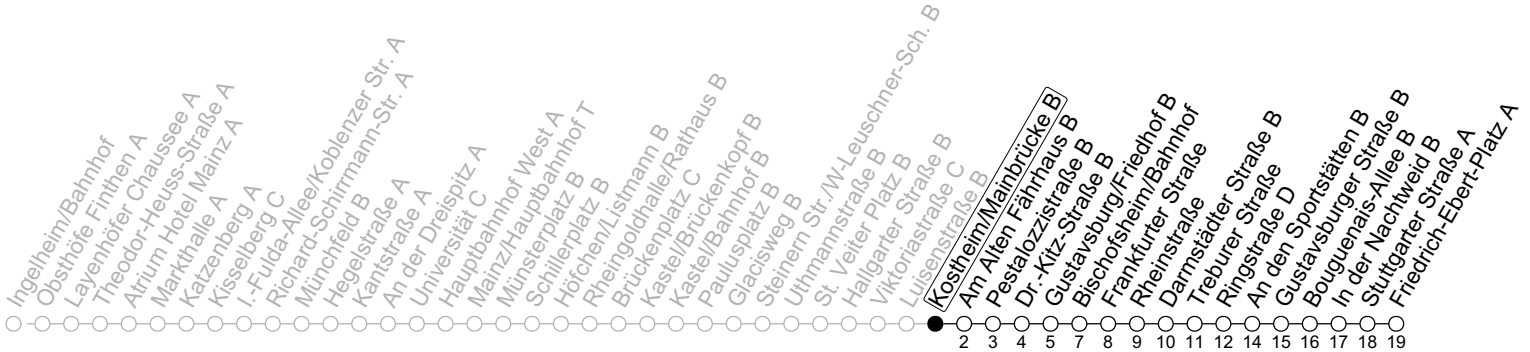 Ingelheim/Bahnhof
Obsthöfe Finthen A
Layenhöfer Chaussee A
Theodor-Heuss-Straße A
Atrium Hotel Mainz A
Markthalle A
Katzenberg A
Kisselberg C
I.-Fulda-Allee/Koblenzer Str. A
Richard-Schirrmann-Str. A
Münchfeld B
Hegelstraße A
Kantstraße A
An der Dreispitz A
Universität C
Hauptbahnhof West A
Mainz/Hauptbahnhof T
Münsterplatz B
Schillerplatz B
Höfchen/Listmann B
Rheingoldhalle/Rathaus B
Brückenplatz C
Kastel/Brückenkopf B
Kastel/Bahnhof B
Paulusplatz B
Glacisweg B
Steinern Str./W-Leuschner-Sch. B
Uthmannstraße B
St. Veiter Platz B
Hallgarter Straße B
Viktoriastraße C
Luisenstraße B
Kostheim/Mainbrücke B
Am Alten Fährhaus B
Pestalozzistraße B
Dr.-Kitz-Straße B
Gustavsburg/Friedhof B
Bischofsheim/Bahnhof
Frankfurter Straße
Rheinstraße
Darmstädter Straße B
Treburer Straße
Ringstraße D
An den Sportstätten B
Gustavsburger Straße B
Bouguenais-Allee B
In der Nachtweid B
Stuttgarter Straße A
Friedrich-Ebert-Platz A
2 3 4 5 7 8 9 10 11 12 14 15 16 17 18 19